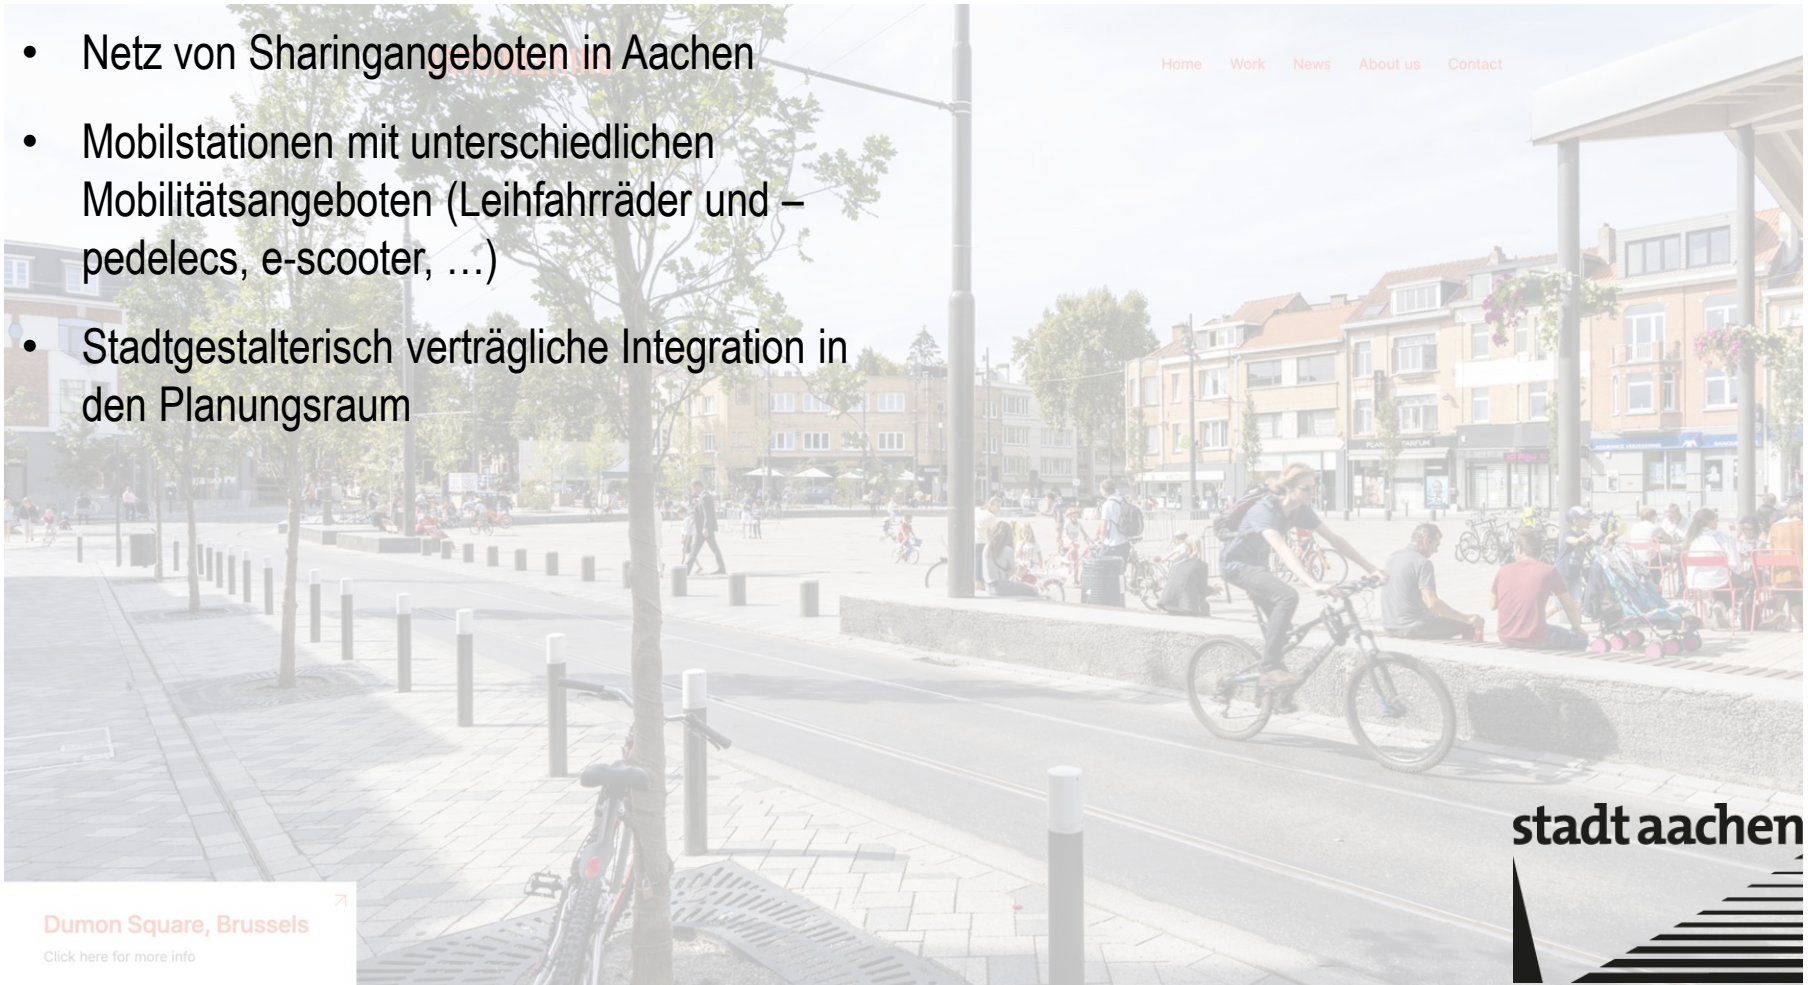 • Netz von Sharingangeboten in Aachen
Home Work News About us Contact
• Mobilstationen mit unterschiedlichen
Mobilitätsangeboten (Leihfahrräder und –
pedelecs, e-scooter, …)
• Stadtgestalterisch verträgliche Integration in
den Planungsraum
AXA
stadt aachen
Dumon Square, Brussels
Click here for more info